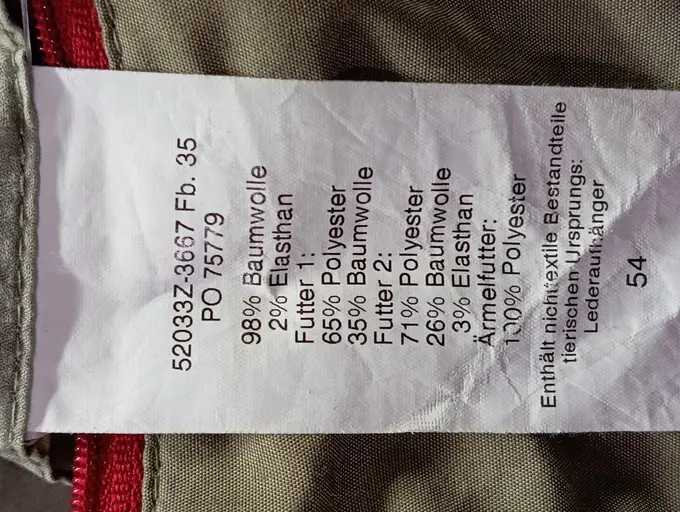 52033Z-3667 Fb. 35
PO 75779
98% Baumwolle
2% Elasthan
Futter 1:
65% Polyester
35% Baumwolle
Futter 2:
71% Polyester
26% Baumwolle
3% Elasthan
Ärmelfutter:
100% Polyester
Enthält nichttextile Bestandteile
tierischen Ursprungs:
Lederaufhänger
54